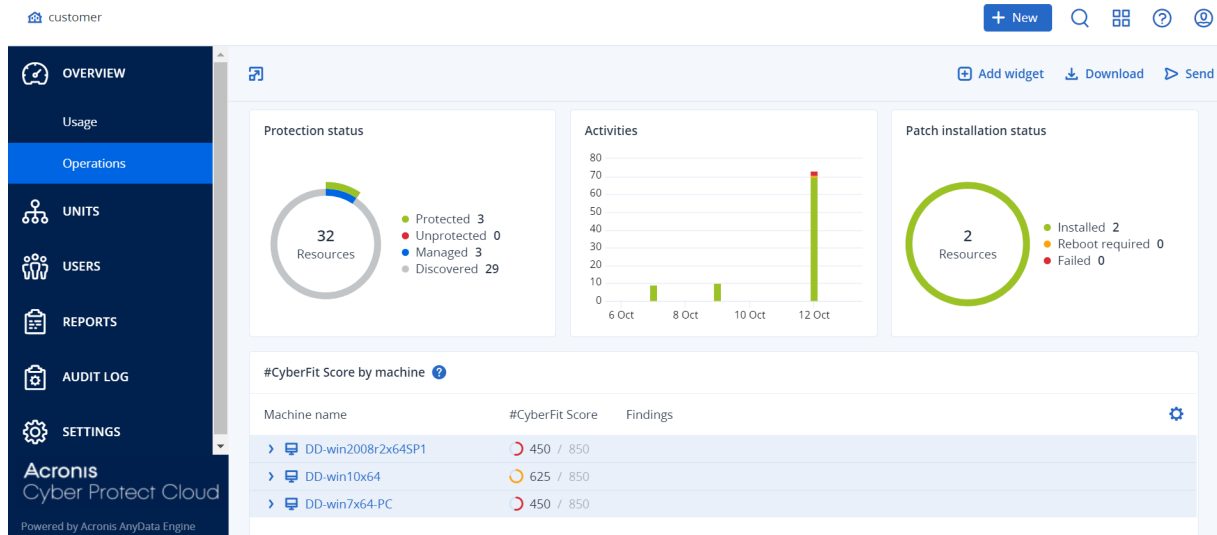 customer
+ New
OVERVIEW
Usage
Operations
UNITS
USERS
REPORTS
AUDIT LOG
SETTINGS
Acronis
Cyber Protect Cloud
Powered by Acronis AnyData Engine
Add widget
Download
Send
Protection status
32
Resources
Protected 3
Unprotected 0
Managed 3
Discovered 29
Activities
80
70
60
50
40
30
20
10
0
6 Oct 8 Oct 10 Oct 12 Oct
Patch installation status
2
Resources
Installed 2
Reboot required 0
Failed 0
#CyberFit Score by machine ?
Machine name #CyberFit Score Findings
DD-win2008r2x64SP1 450 / 850
DD-win10x64 625 / 850
DD-win7x64-PC 450 / 850